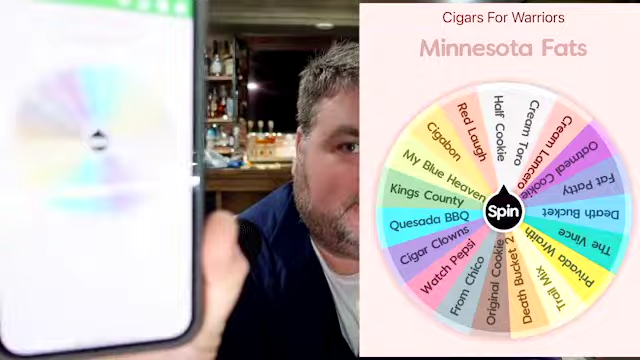 Cigars For Warriors
Minnesota Fats
Half Cookie
Cream Toro
Cream Lancero
Oatmeal Cookie
Fat Patty
Death Bucket
The Vince
Privada Wraith
Trail Mix
Death Bucket 2
Original Cookie
From Chico
Watch Pepsi
Cigor Clowns
Quesada BBQ
Kings County
My Blue Heaven
Cigabon
Red Laugh
Spin